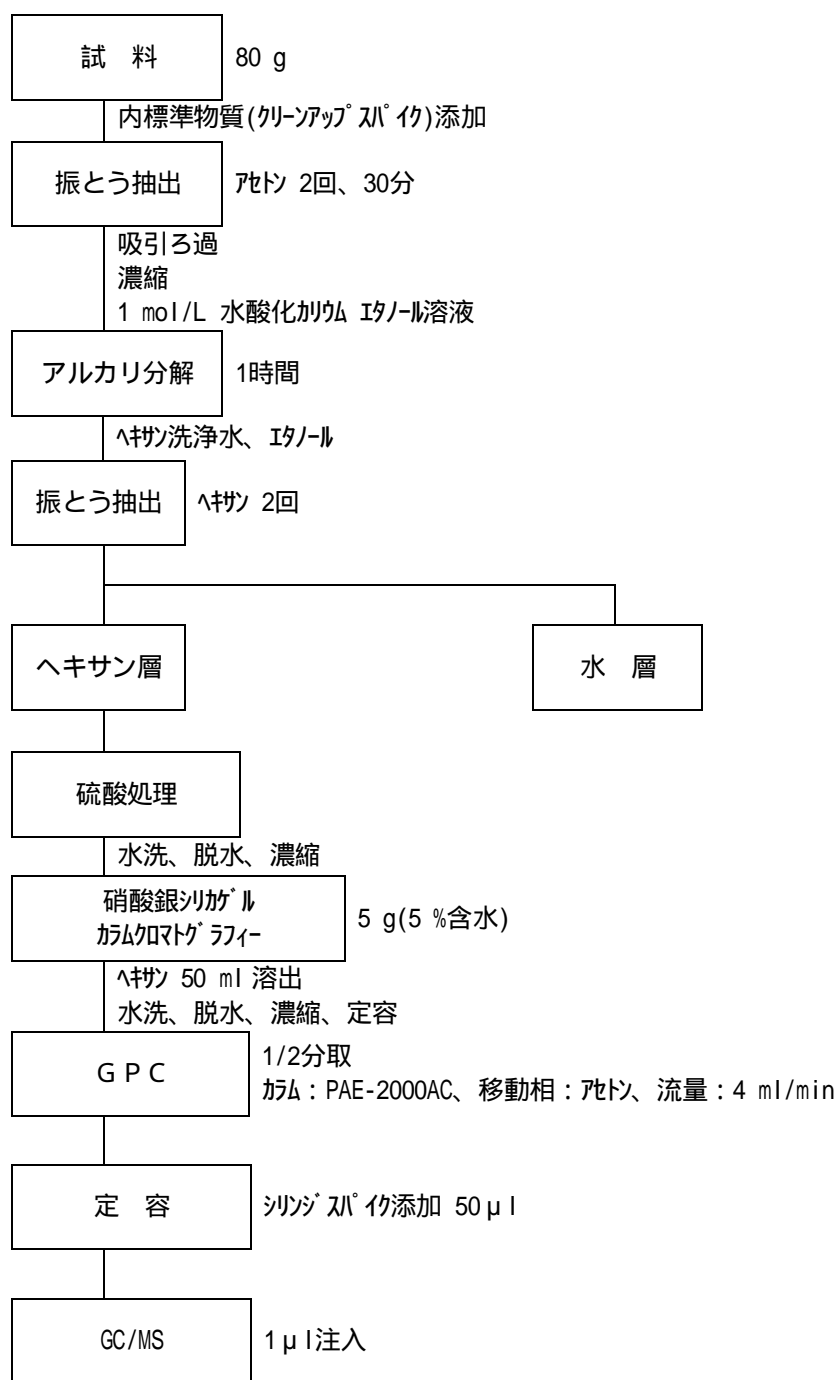 試　料
80 g
内標準物質(ｸﾘｰﾝｱｯﾌﾟｽﾊﾟｲｸ)添加
振とう抽出
ｱｾﾄﾝ 2回、30分
吸引ろ過
濃縮
1 mol/L 水酸化ｶﾘｳﾑ ｴﾀﾉｰﾙ溶液
アルカリ分解
1時間
ﾍｷｻﾝ洗浄水、ｴﾀﾉｰﾙ
振とう抽出
ﾍｷｻﾝ 2回
ヘキサン層
水　層
硫酸処理
水洗、脱水、濃縮
硝酸銀ｼﾘｶｹﾞﾙ
ｶﾗﾑｸﾛﾏﾄｸﾞﾗﾌｨｰ
5 g(5 %含水)
ﾍｷｻﾝ 50 ml 溶出
水洗、脱水、濃縮、定容
ＧＰＣ
1/2分取
ｶﾗﾑ：PAE-2000AC、移動相：ｱｾﾄﾝ、流量：4 ml/min
定　容
ｼﾘﾝｼﾞｽﾊﾟｲｸ添加 50μl
GC/MS
1μl注入